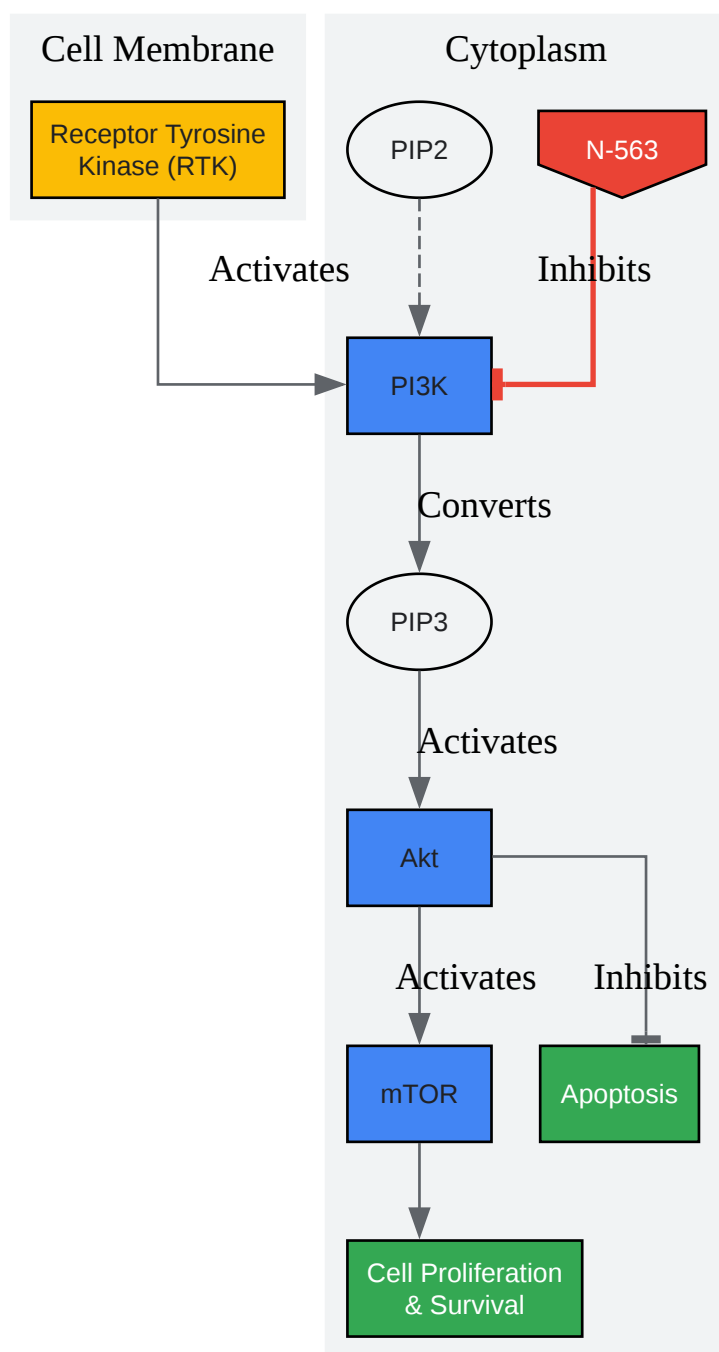 Cell Membrane
Cytoplasm
Receptor Tyrosine
Kinase (RTK)
PIP2
N-563
Activates
Inhibits
PI3K
Converts
PIP3
Activates
Akt
Activates
Inhibits
mTOR
Apoptosis
Cell Proliferation
& Survival